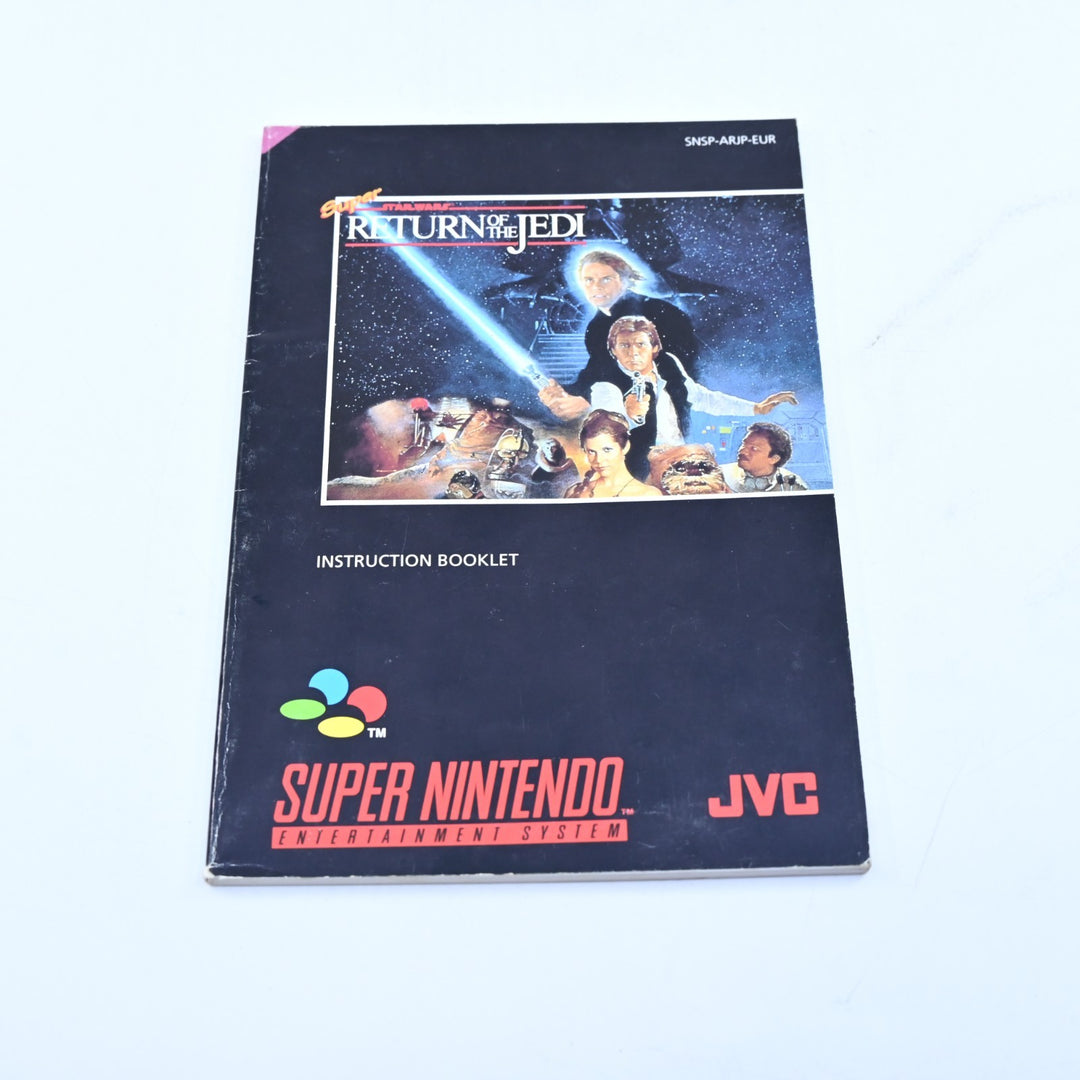 SNSP-ARJP-EUR
Super
STAR WARS
RETURN OF THE JEDI
INSTRUCTION BOOKLET
TM
SUPER NINTENDO TM
ENTERTAINMENT SYSTEM
JVC